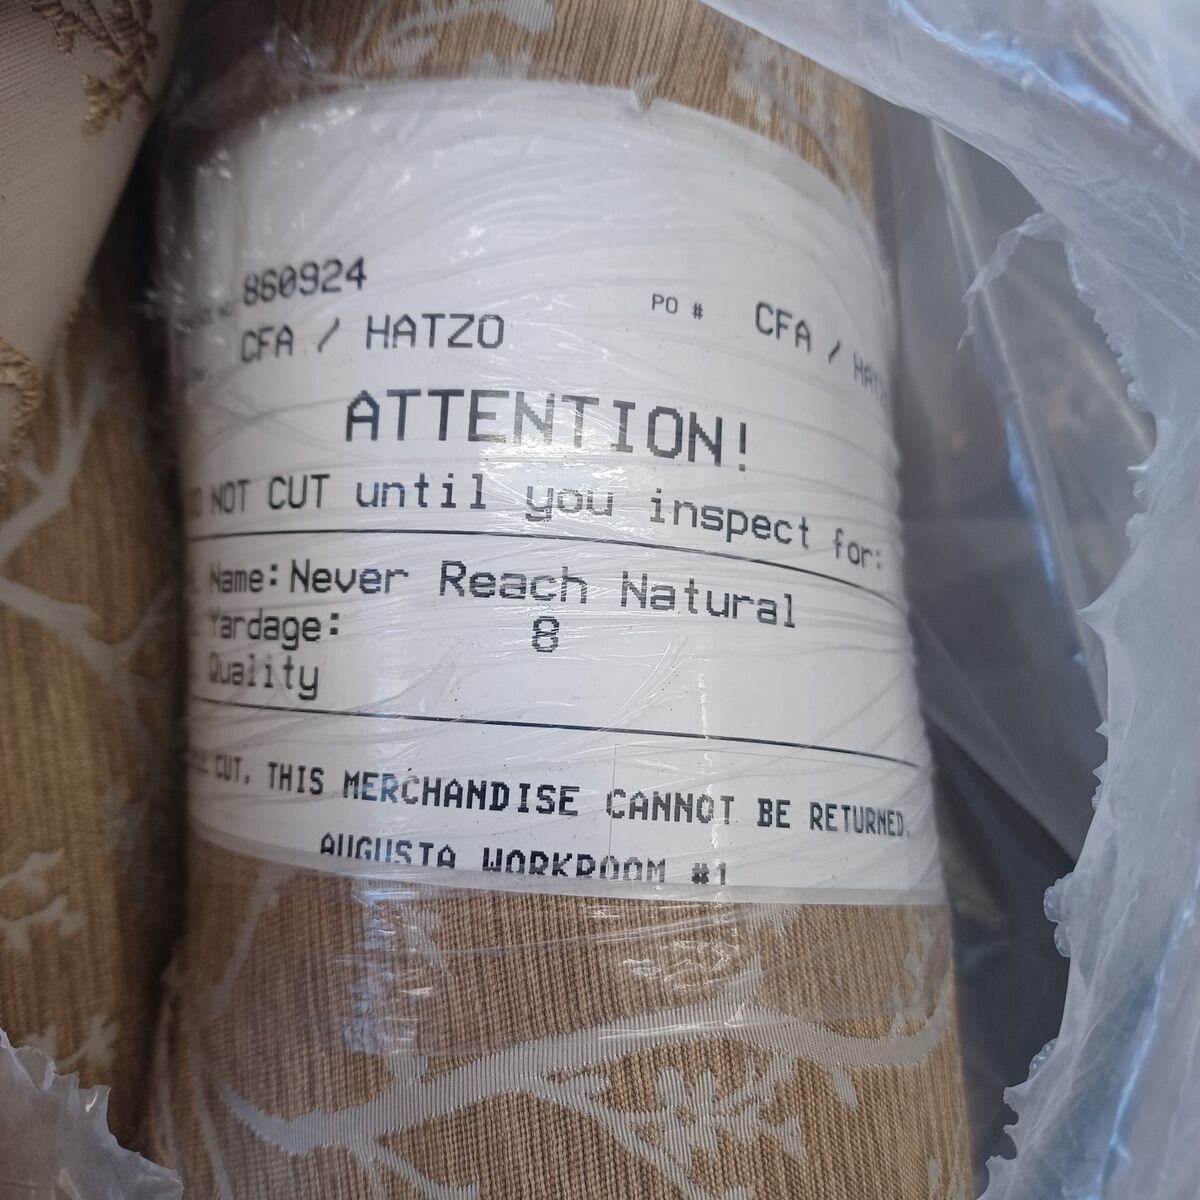 860924
PO # CFA / HAT
CFA / HATZO
ATTENTION!
NOT CUT until you inspect for:
Name: Never Reach Natural
Yardage: 8
Quality
CUT, THIS MERCHANDISE CANNOT BE RETURNED.
AUGUSTA WORKROOM #1